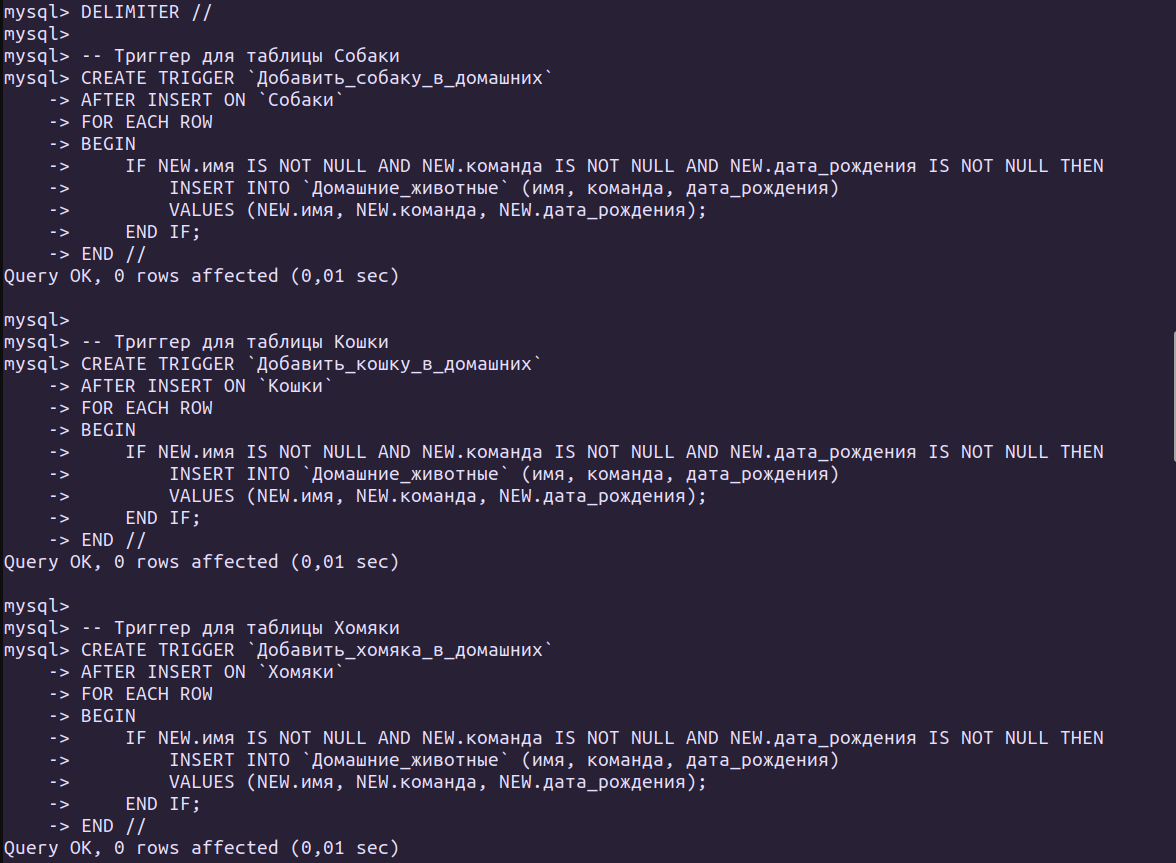 mysql> DELIMITER //
mysql>
mysql> -- Триггер для таблицы Собаки
mysql> CREATE TRIGGER `Добавить_собаку_в_домашних`
    -> AFTER INSERT ON `Собаки`
    -> FOR EACH ROW
    -> BEGIN
    ->     IF NEW.имя IS NOT NULL AND NEW.команда IS NOT NULL AND NEW.дата_рождения IS NOT NULL THEN
    ->         INSERT INTO `Домашние_животные` (имя, команда, дата_рождения)
    ->         VALUES (NEW.имя, NEW.команда, NEW.дата_рождения);
    ->     END IF;
    -> END //
Query OK, 0 rows affected (0,01 sec)

mysql>
mysql> -- Триггер для таблицы Кошки
mysql> CREATE TRIGGER `Добавить_кошку_в_домашних`
    -> AFTER INSERT ON `Кошки`
    -> FOR EACH ROW
    -> BEGIN
    ->     IF NEW.имя IS NOT NULL AND NEW.команда IS NOT NULL AND NEW.дата_рождения IS NOT NULL THEN
    ->         INSERT INTO `Домашние_животные` (имя, команда, дата_рождения)
    ->         VALUES (NEW.имя, NEW.команда, NEW.дата_рождения);
    ->     END IF;
    -> END //
Query OK, 0 rows affected (0,01 sec)

mysql>
mysql> -- Триггер для таблицы Хомяки
mysql> CREATE TRIGGER `Добавить_хомяка_в_домашних`
    -> AFTER INSERT ON `Хомяки`
    -> FOR EACH ROW
    -> BEGIN
    ->     IF NEW.имя IS NOT NULL AND NEW.команда IS NOT NULL AND NEW.дата_рождения IS NOT NULL THEN
    ->         INSERT INTO `Домашние_животные` (имя, команда, дата_рождения)
    ->         VALUES (NEW.имя, NEW.команда, NEW.дата_рождения);
    ->     END IF;
    -> END //
Query OK, 0 rows affected (0,01 sec)